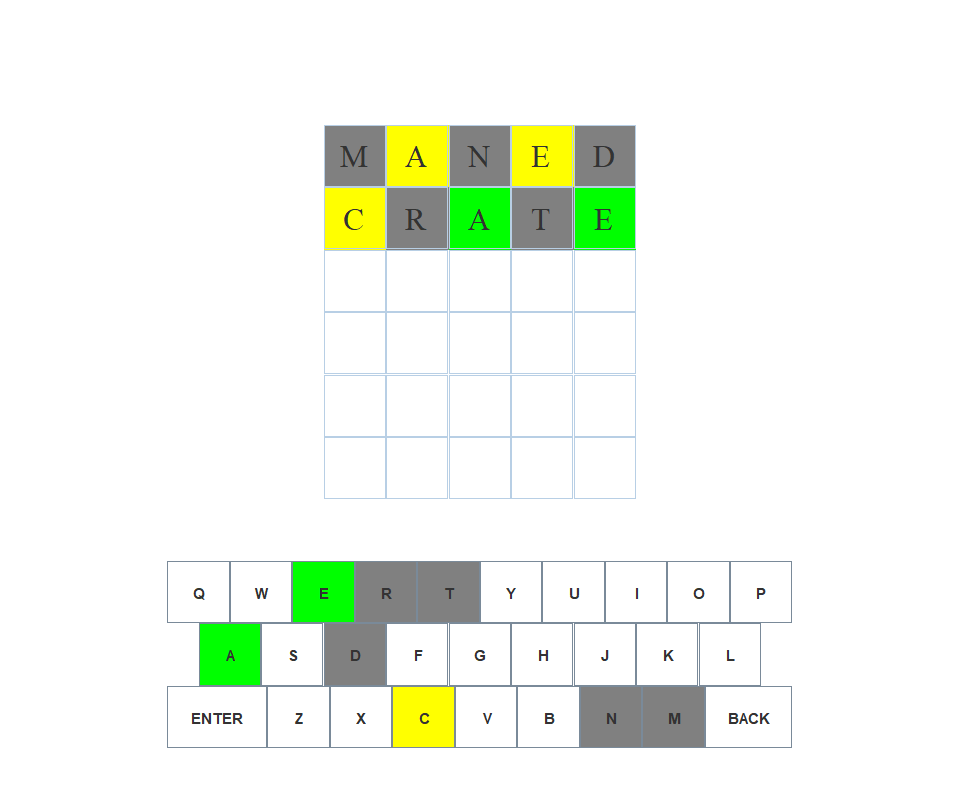 M A N E D
C R A T E
Q W E R T Y U I O P
A S D F G H J K L
ENTER Z X C V B N M BACK